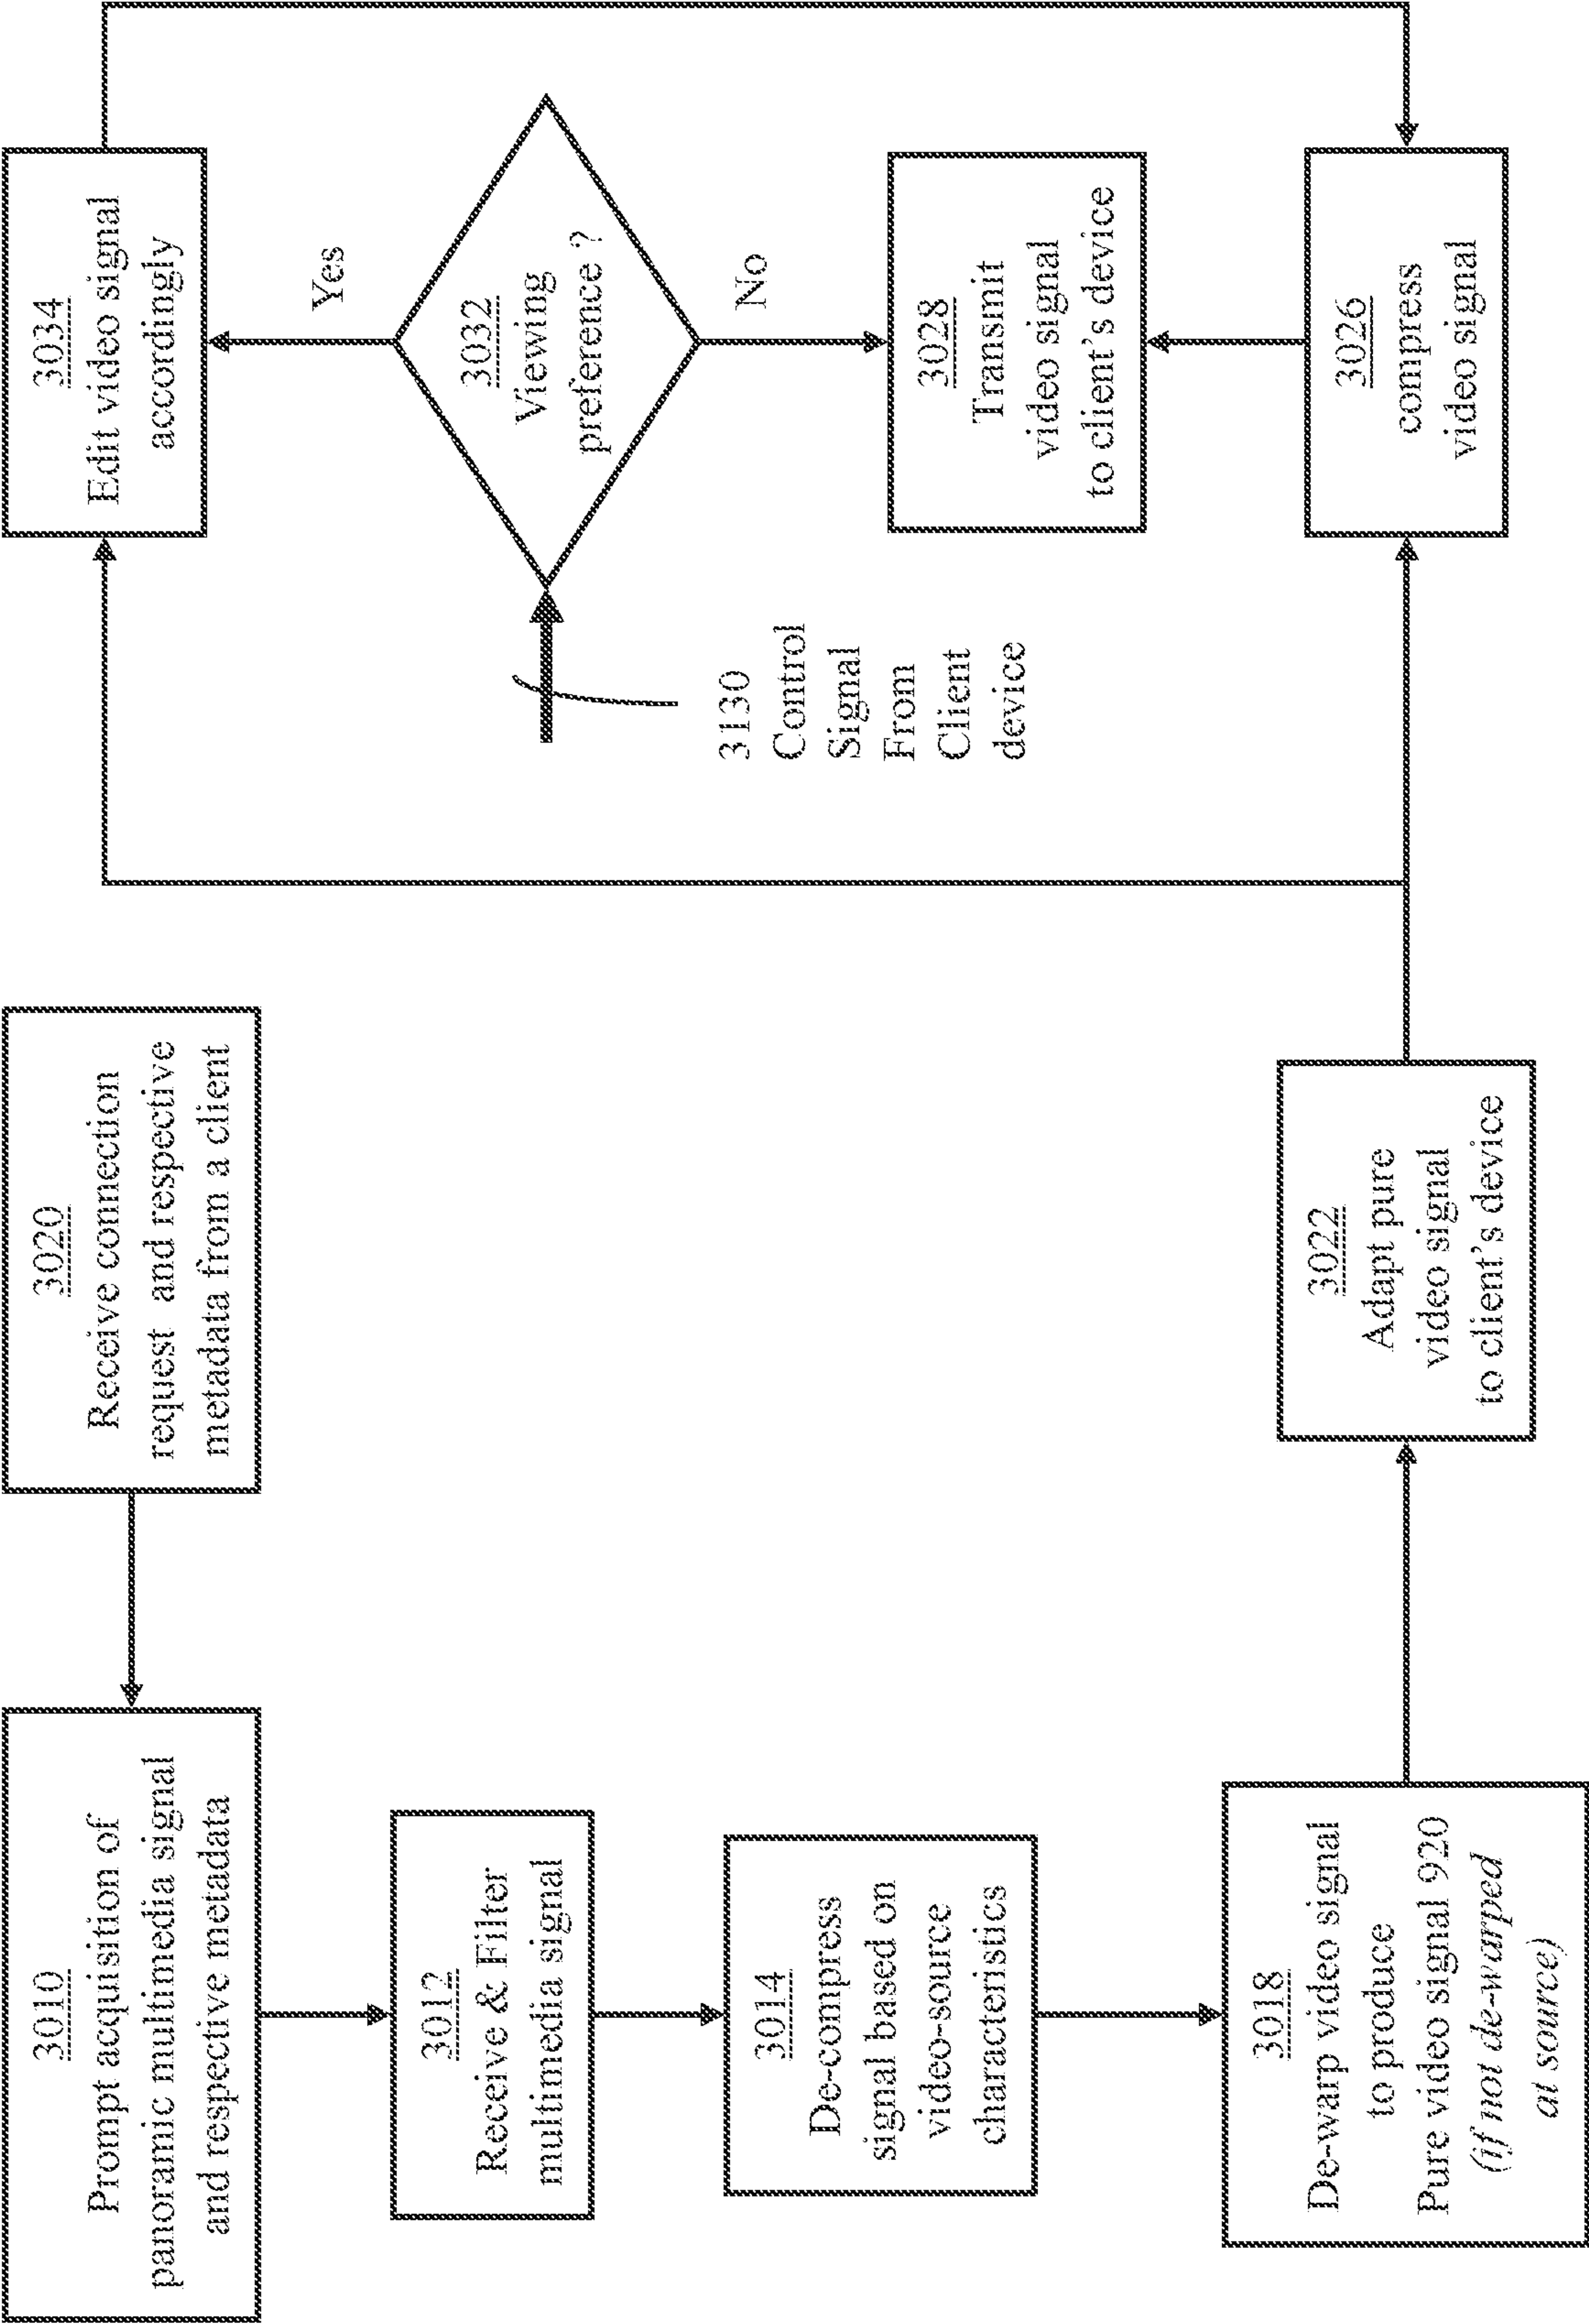 3010
Prompt acquisition of
panoramic multimedia signal
and respective metadata
3020
Receive connection
request and respective
metadata from a client
3012
Receive & Filter
multimedia signal
3014
De-compress
signal based on
video-source
characteristics
3018
De-warp video signal
to produce
Pure video signal 920
(if not de-warped
at source)
3022
Adapt pure
video signal
to client's device
3034
Edit video signal
accordingly
Yes
3032
Viewing
preference ?
No
3130
Control
Signal
From
Client
device
3028
Transmit
video signal
to client's device
3026
compress
video signal